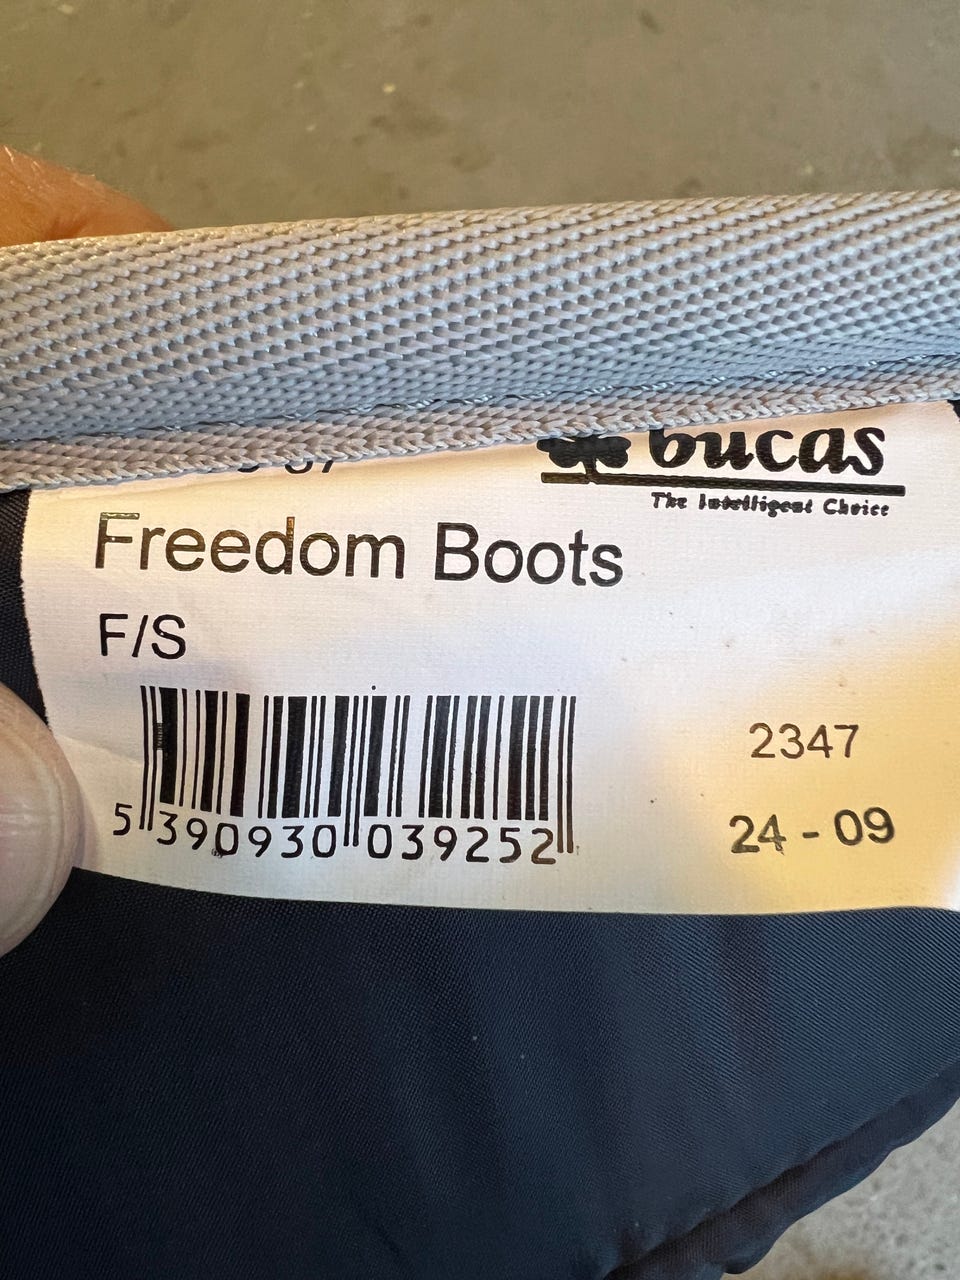 bucas
The Intelligent Choice
Freedom Boots
F/S
2347
5 390930 039252
24 - 09